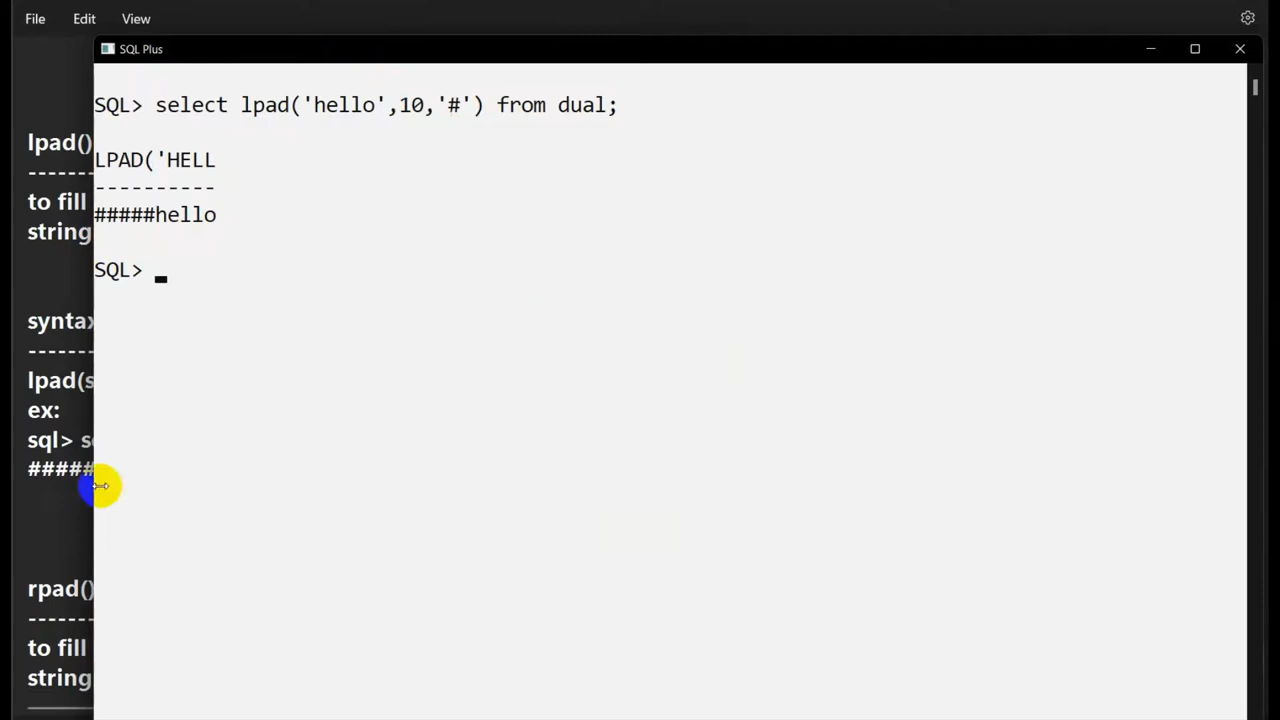 File Edit View
SQL Plus
SQL> select lpad('hello',10,'#') from dual;
LPAD('HELL
----------
#####hello
SQL>
lpad()
------
to fill
string
syntax
------
lpad(s
ex:
sql> se
#####
rpad()
------
to fill
string